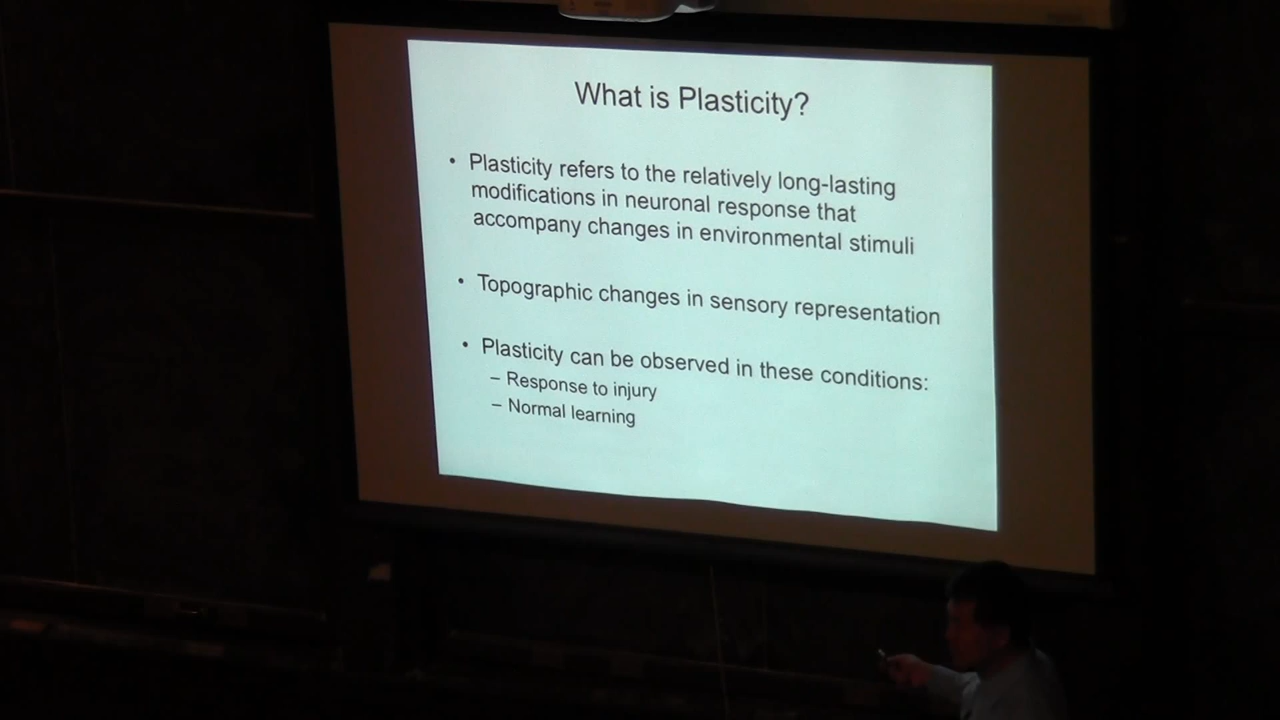 What is Plasticity?
• Plasticity refers to the relatively long-lasting
modifications in neuronal response that
accompany changes in environmental stimuli
• Topographic changes in sensory representation
• Plasticity can be observed in these conditions:
– Response to injury
– Normal learning